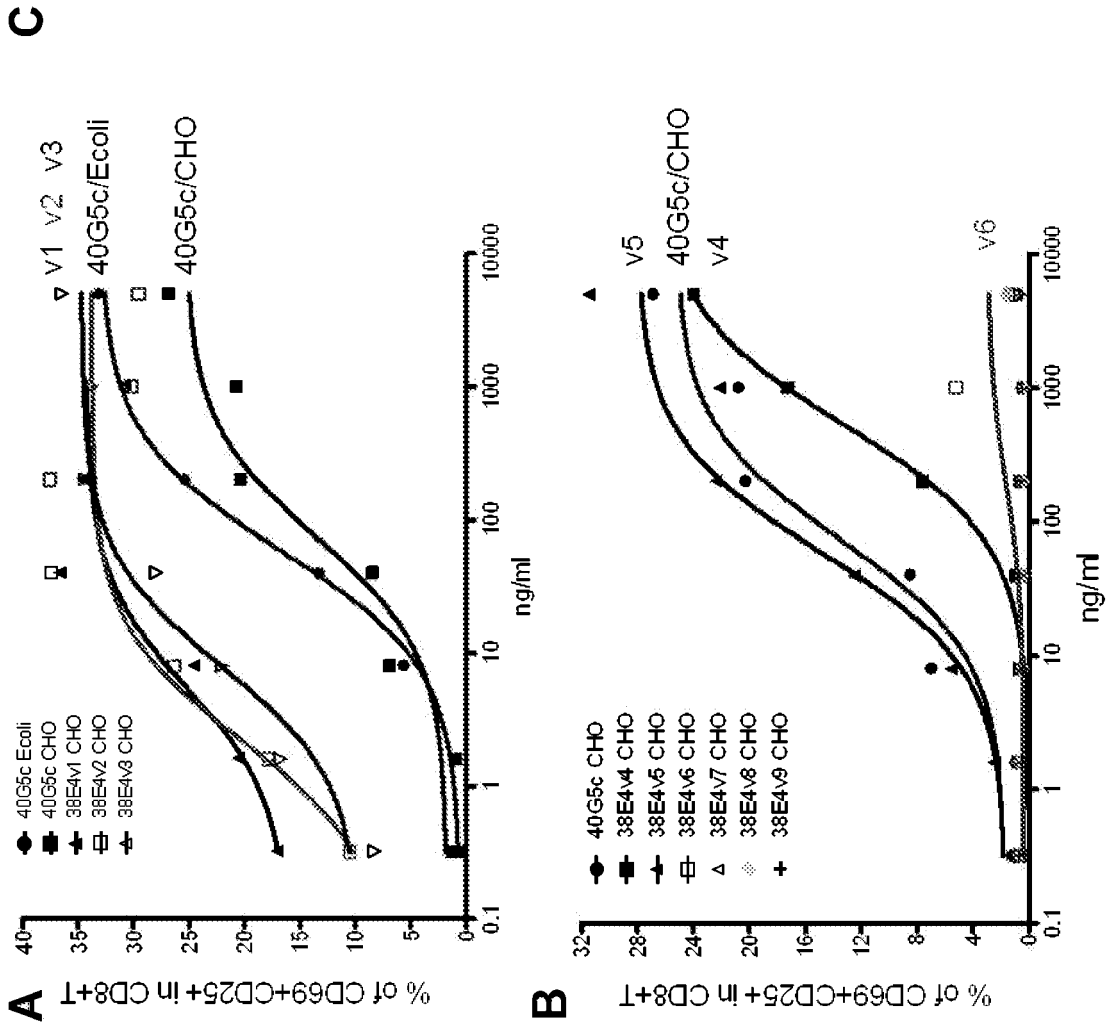 A
% of CD69+CD25+ in CD8+T
40
35
30
25
20
15
10
5
0
0.1
1
10
100
1000
10000
ng/ml
40G5c Ecoli
40G5c CHO
38E4v1 CHO
38E4v2 CHO
38E4v3 CHO
v1 v2 v3
40G5c/Ecoli
40G5c/CHO
B
% of CD69+CD25+ in CD8+T
32
28
24
20
16
12
8
4
0
0.1
1
10
100
1000
10000
ng/ml
40G5c CHO
38E4v4 CHO
38E4v5 CHO
38E4v6 CHO
38E4v7 CHO
38E4v8 CHO
38E4v9 CHO
v5
40G5c/CHO
v4
v6
C